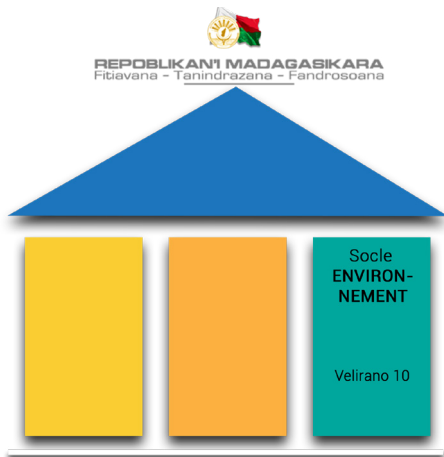 REPOBLIKAN'I MADAGASIKARA
Fitiavana - Tanindrazana - Fandrosoana
Socle
ENVIRON-
NEMENT
Velirano 10